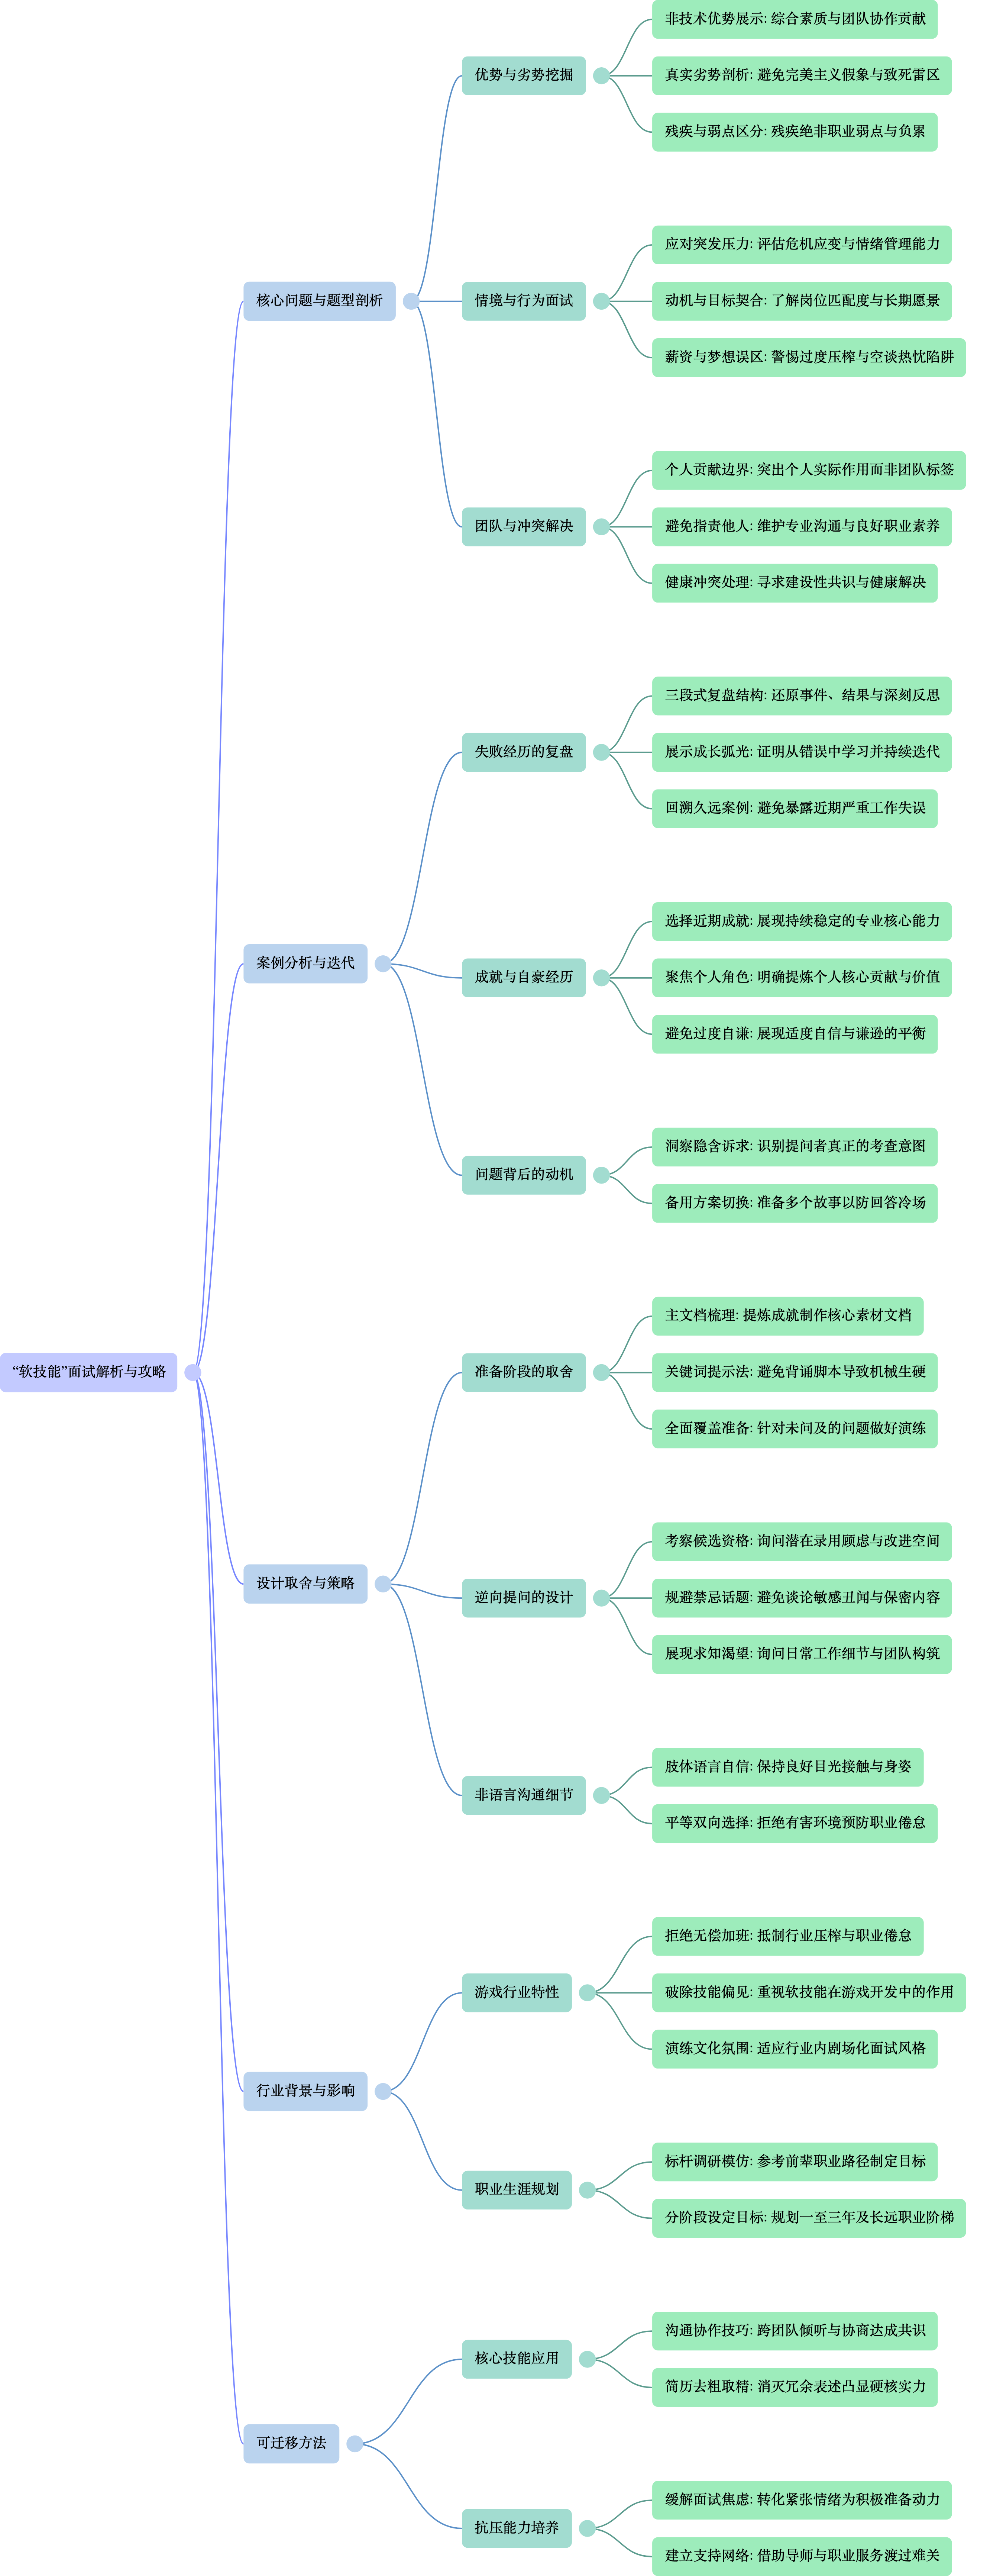 “软技能”面试解析与攻略
核心问题与题型剖析
优势与劣势挖掘
非技术优势展示: 综合素质与团队协作贡献
真实劣势剖析: 避免完美主义假象与致死雷区
残疾与弱点区分: 残疾绝非职业弱点与负累
情境与行为面试
应对突发压力: 评估危机应变与情绪管理能力
动机与目标契合: 了解岗位匹配度与长期愿景
薪资与梦想误区: 警惕过度压榨与空谈热忱陷阱
团队与冲突解决
个人贡献边界: 突出个人实际作用而非团队标签
避免指责他人: 维护专业沟通与良好职业素养
健康冲突处理: 寻求建设性共识与健康解决
案例分析与迭代
失败经历的复盘
三段式复盘结构: 还原事件、结果与深刻反思
展示成长弧光: 证明从错误中学习并持续迭代
回溯久远案例: 避免暴露近期严重工作失误
成就与自豪经历
选择近期成就: 展现持续稳定的专业核心能力
聚焦个人角色: 明确提炼个人核心贡献与价值
避免过度自谦: 展现适度自信与谦逊的平衡
问题背后的动机
洞察隐含诉求: 识别提问者真正的考查意图
备用方案切换: 准备多个故事以防回答冷场
设计取舍与策略
准备阶段的取舍
主文档梳理: 提炼成就制作核心素材文档
关键词提示法: 避免背诵脚本导致机械生硬
全面覆盖准备: 针对未问及的问题做好演练
逆向提问的设计
考察候选资格: 询问潜在录用顾虑与改进空间
规避禁忌话题: 避免谈论敏感丑闻与保密内容
展现求知渴望: 询问日常工作细节与团队构筑
非语言沟通细节
肢体语言自信: 保持良好目光接触与身姿
平等双向选择: 拒绝有害环境预防职业倦怠
行业背景与影响
游戏行业特性
拒绝无偿加班: 抵制行业压榨与职业倦怠
破除技能偏见: 重视软技能在游戏开发中的作用
演练文化氛围: 适应行业内剧场化面试风格
职业生涯规划
标杆调研模仿: 参考前辈职业路径制定目标
分阶段设定目标: 规划一至三年及长远职业阶梯
可迁移方法
核心技能应用
沟通协作技巧: 跨团队倾听与协商达成共识
简历去粗取精: 消灭冗余表述凸显硬核实力
抗压能力培养
缓解面试焦虑: 转化紧张情绪为积极准备动力
建立支持网络: 借助导师与职业服务渡过难关